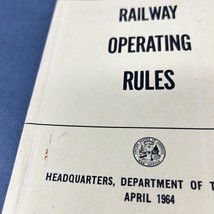 RAILWAY
OPERATING
RULES
HEADQUARTERS, DEPARTMENT OF T
APRIL 1964